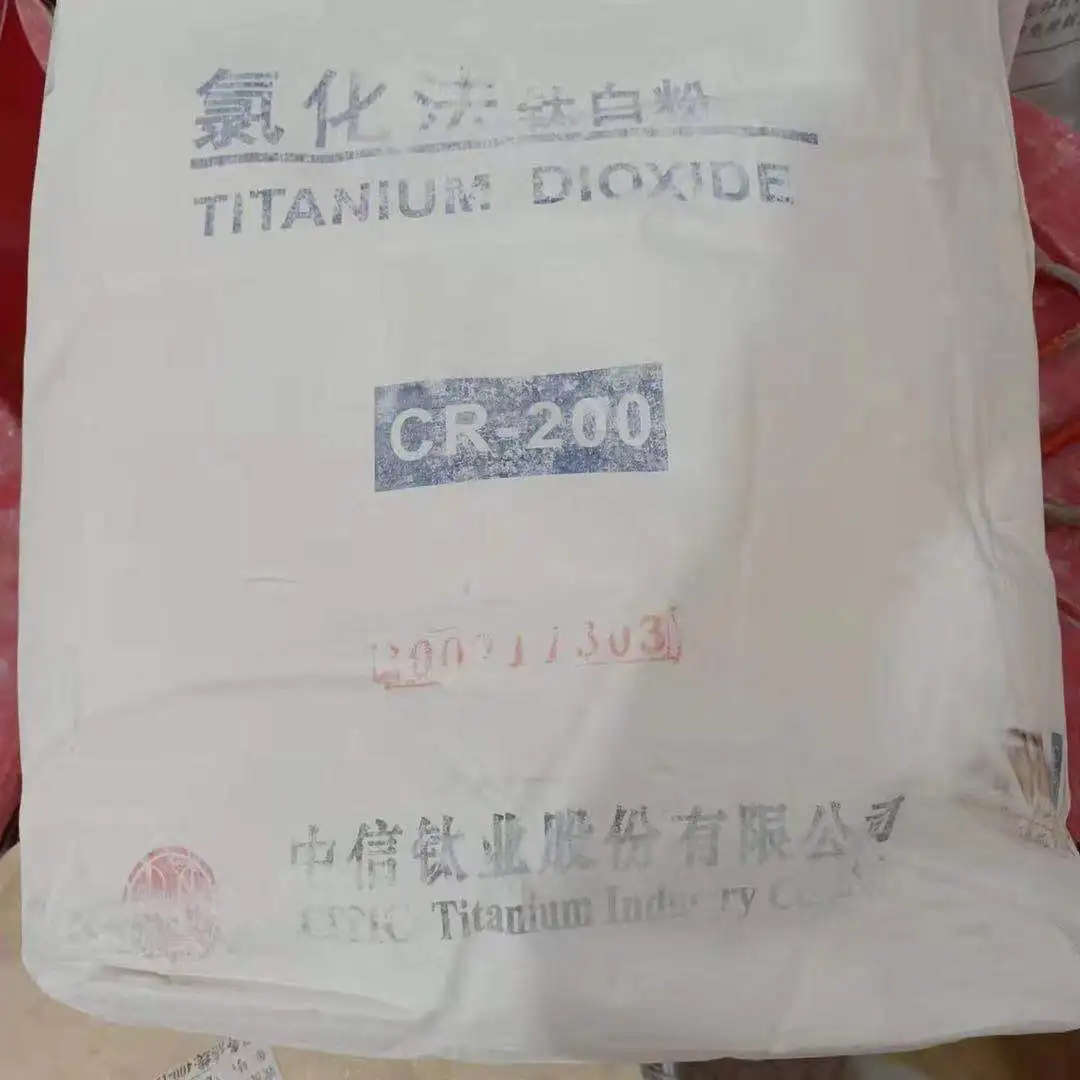 氯化法钛白粉
TITANIUM DIOXIDE
CR-200
中信钛业股份有限公司
CITIC Titanium Industry